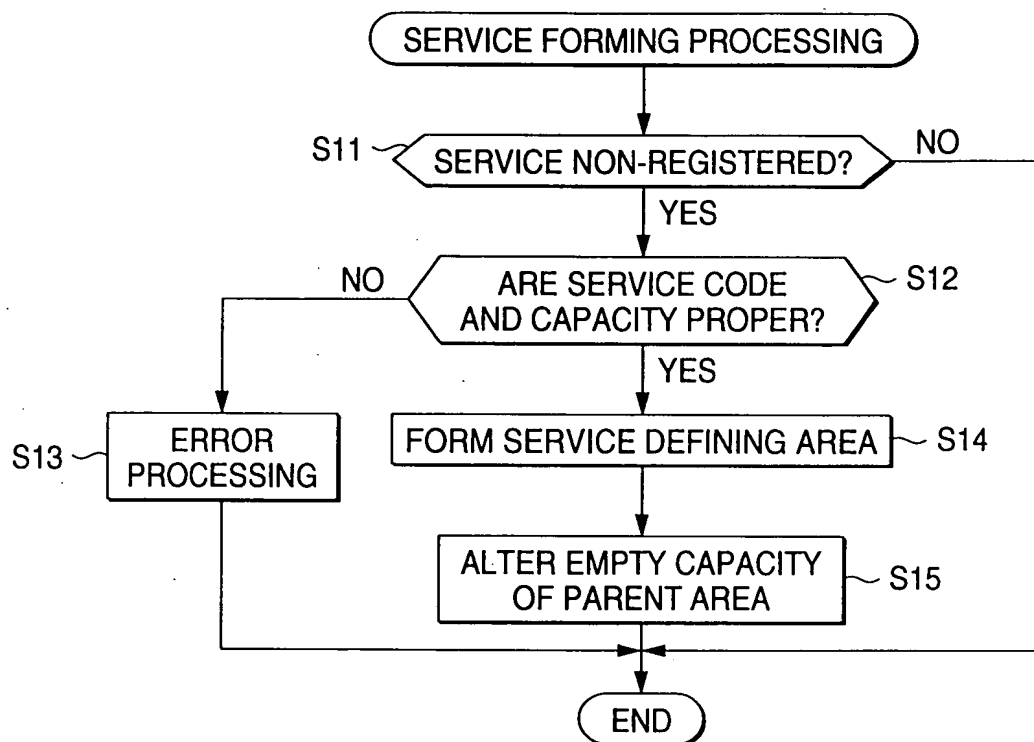 SERVICE FORMING PROCESSING
S11
SERVICE NON-REGISTERED?
NO
YES
NO
ARE SERVICE CODE
AND CAPACITY PROPER?
S12
YES
S13
ERROR
PROCESSING
FORM SERVICE DEFINING AREA
S14
ALTER EMPTY CAPACITY
OF PARENT AREA
S15
END